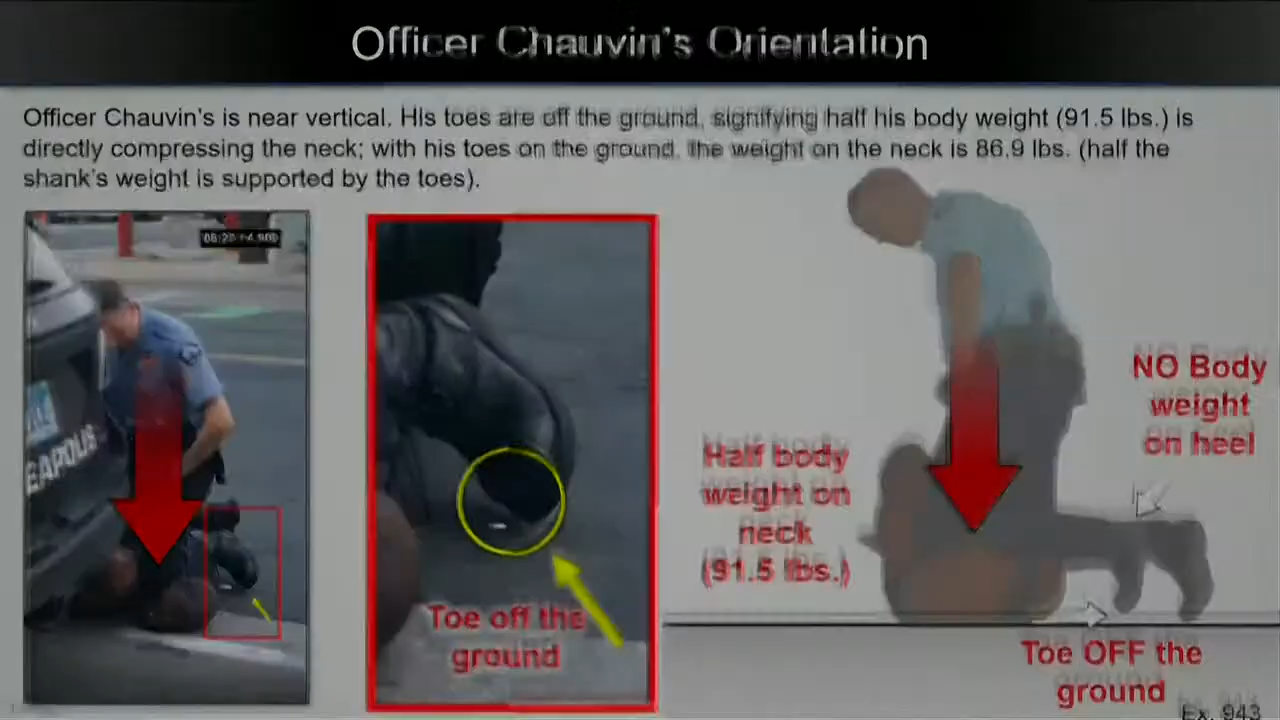 Officer Chauvin's Orientation
Officer Chauvin's is near vertical. His toes are off the ground, signifying half his body weight (91.5 lbs.) is
directly compressing the neck; with his toes on the ground, the weight on the neck is 86.9 lbs. (half the
shank's weight is supported by the toes).
EAPOLIS
Toe off the
ground
Half body
weight on
neck
(91.5 lbs.)
NO Body
weight
on heel
Toe OFF the
ground
Ex. 943